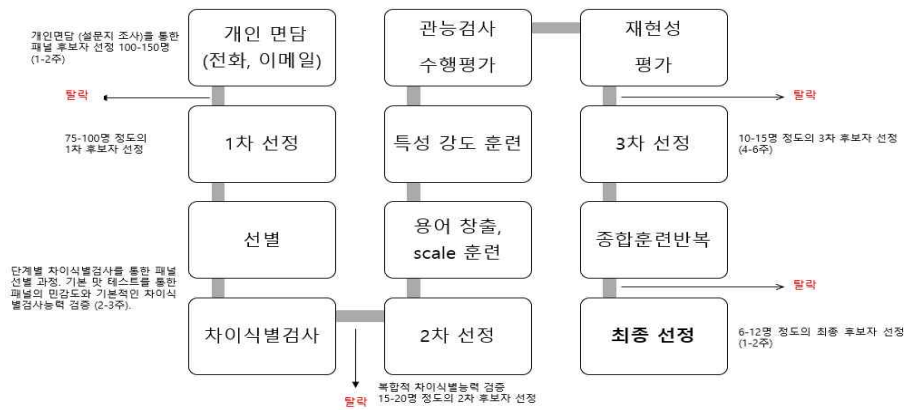 개인면담 (설문지 조사)을 통한
패널 후보자 선정 100-150명
(1-2주)
개인 면담
(전화, 이메일)
탈락
75-100명 정도의
1차 후보자 선정
1차 선정
선별
단계별 차이식별검사를 통한 패널
선별 과정. 기본 맛 테스트를 통한
패널의 민감도와 기본적인 차이식
별검사능력 검증 (2-3주).
차이식별검사
탈락
복합적 차이식별능력 검증
15-20명 정도의 2차 후보자 선정
2차 선정
용어 창출,
scale 훈련
특성 강도 훈련
관능검사
수행평가
재현성
평가
탈락
3차 선정
10-15명 정도의 3차 후보자 선정
(4-6주)
종합훈련반복
탈락
최종 선정
6-12명 정도의 최종 후보자 선정
(1-2주)